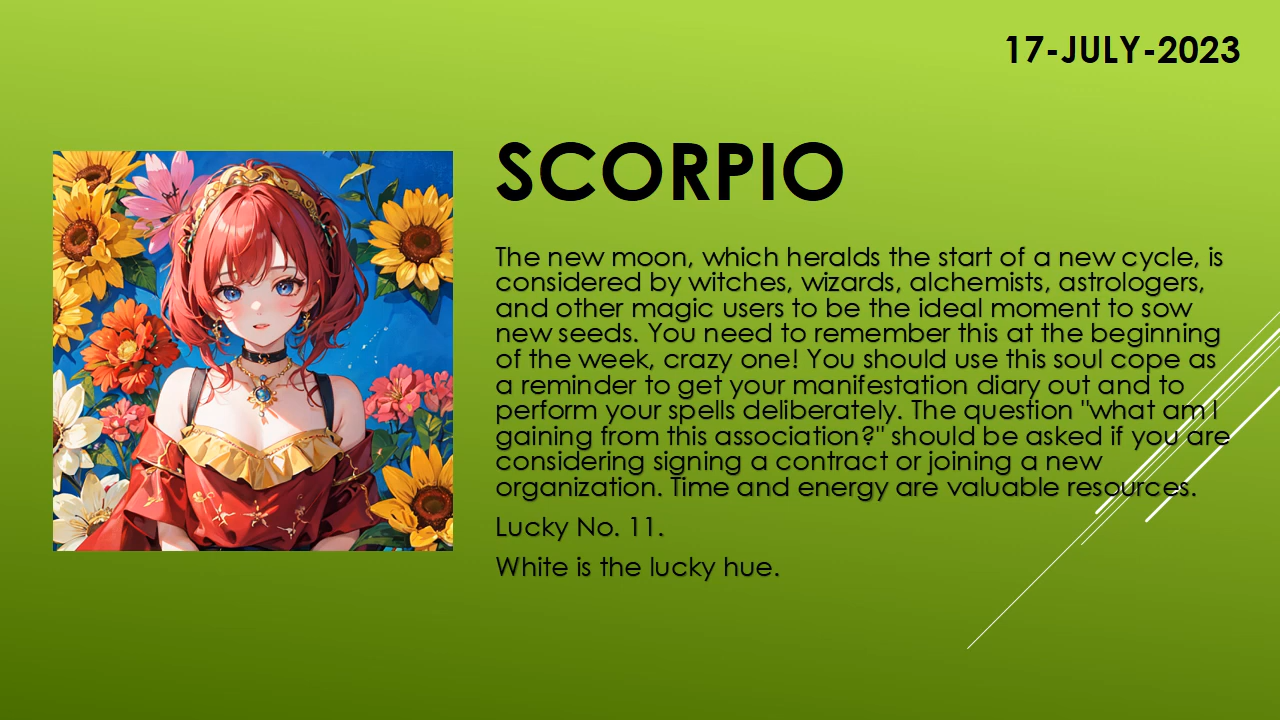 17-JULY-2023
SCORPIO
The new moon, which heralds the start of a new cycle, is
considered by witches, wizards, alchemists, astrologers,
and other magic users to be the ideal moment to sow
new seeds. You need to remember this at the beginning
of the week, crazy one! You should use this soul cope as
a reminder to get your manifestation diary out and to
perform your spells deliberately. The question "what am I
gaining from this association?" should be asked if you are
considering signing a contract or joining a new
organization. Time and energy are valuable resources.
Lucky No. 11.
White is the lucky hue.